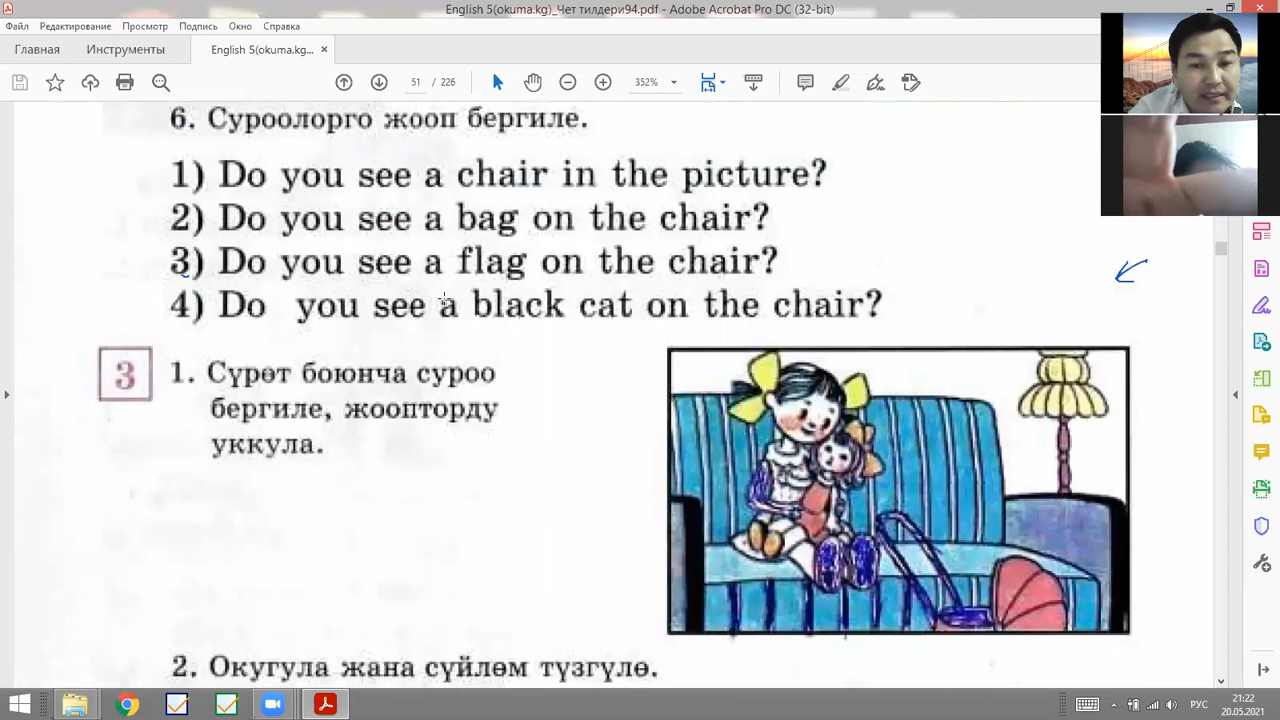 English 5(okuma.kg)_Чет тилдери94.pdf - Adobe Acrobat Pro DC (32-bit)
Файл Редактирование Просмотр Подпись Окно Справка
Главная Инструменты English 5(okuma.kg... ×
51 / 226 352%
6. Суроолорго жооп бергиле.
1) Do you see a chair in the picture?
2) Do you see a bag on the chair?
3) Do you see a flag on the chair?
4) Do you see a black cat on the chair?
3 1. Сүрөт боюнча суроо
бергиле, жоопторду
уккула.
2. Окугула жана сүйлөм түзгүлө.
РУС
21:22
20.05.2021